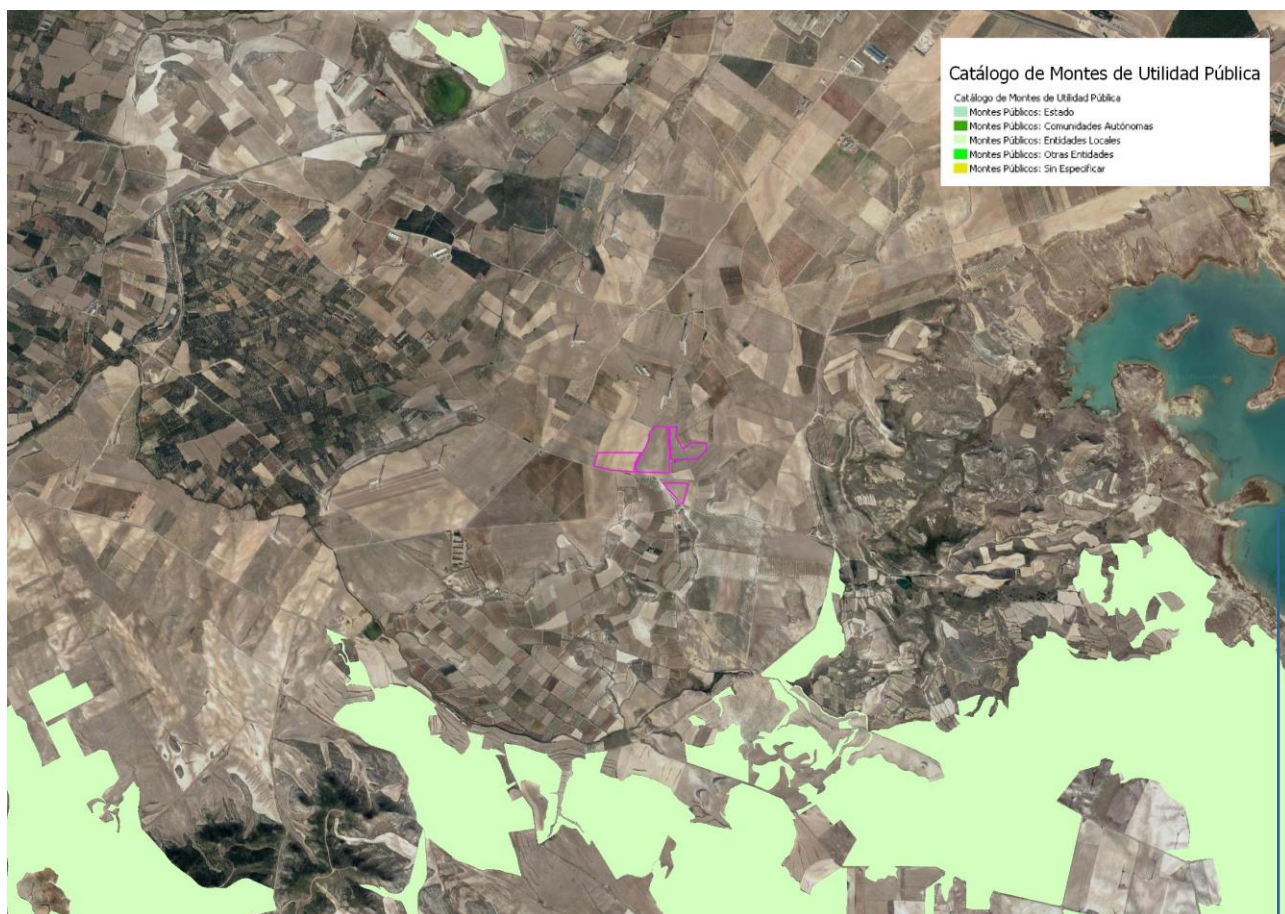 Catálogo de Montes de Utilidad Pública
Catálogo de Montes de Utilidad Pública
Montes Públicos: Estado
Montes Públicos: Comunidades Autónomas
Montes Públicos: Entidades Locales
Montes Públicos: Otras Entidades
Montes Públicos: Sin Especificar